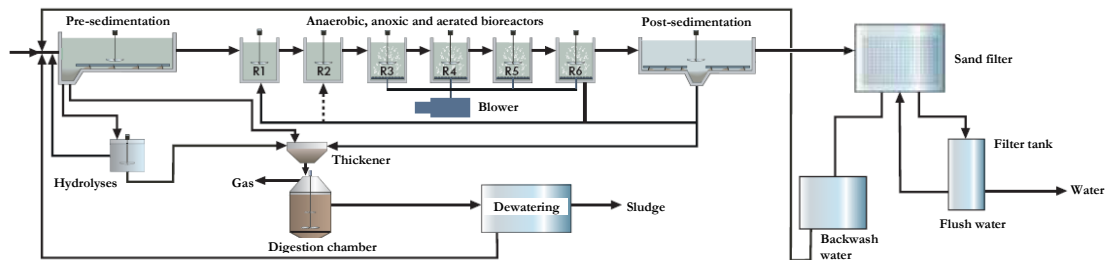 Pre-sedimentation
Anaerobic, anoxic and aerated bioreactors
Post-sedimentation
R1
R2
R3
R4
R5
R6
Sand filter
Blower
Thickener
Filter tank
Hydrolyses
Gas
Water
Dewatering
Sludge
Flush water
Digestion chamber
Backwash
water